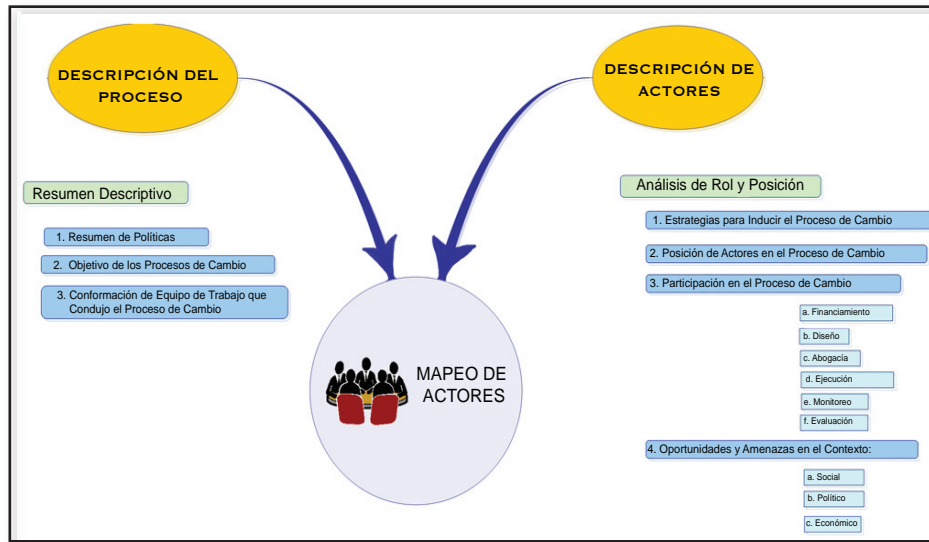 DESCRIPCIÓN DEL
PROCESO
DESCRIPCIÓN DE
ACTORES
Resumen Descriptivo
1. Resumen de Políticas
2. Objetivo de los Procesos de Cambio
3. Conformación de Equipo de Trabajo que
Condujo el Proceso de Cambio
MAPEO DE
ACTORES
Análisis de Rol y Posición
1. Estrategias para Inducir el Proceso de Cambio
2. Posición de Actores en el Proceso de Cambio
3. Participación en el Proceso de Cambio
a. Financiamiento
b. Diseño
c. Abogacía
d. Ejecución
e. Monitoreo
f. Evaluación
4. Oportunidades y Amenazas en el Contexto:
a. Social
b. Político
c. Económico